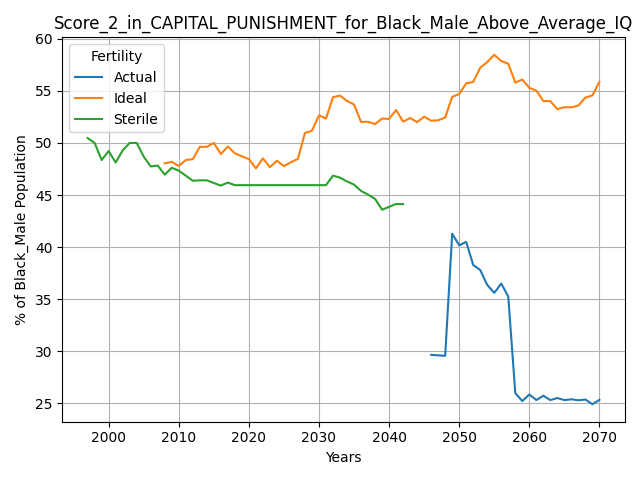 Score_2_in_CAPITAL_PUNISHMENT_for_Black_Male_Above_Average_IQ
Fertility
Actual
Ideal
Sterile
60
55
50
45
40
35
30
25
% of Black_Male Population
2000
2010
2020
2030
2040
2050
2060
2070
Years